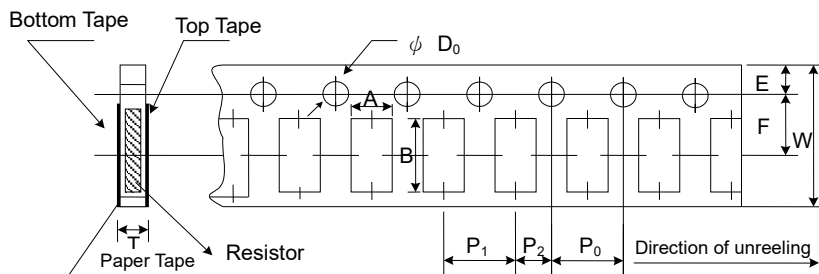 Bottom Tape
Top Tape
ψ D₀
E
A
F
W
B
T
Paper Tape
Resistor
P₁
P₂
P₀
Direction of unreeling